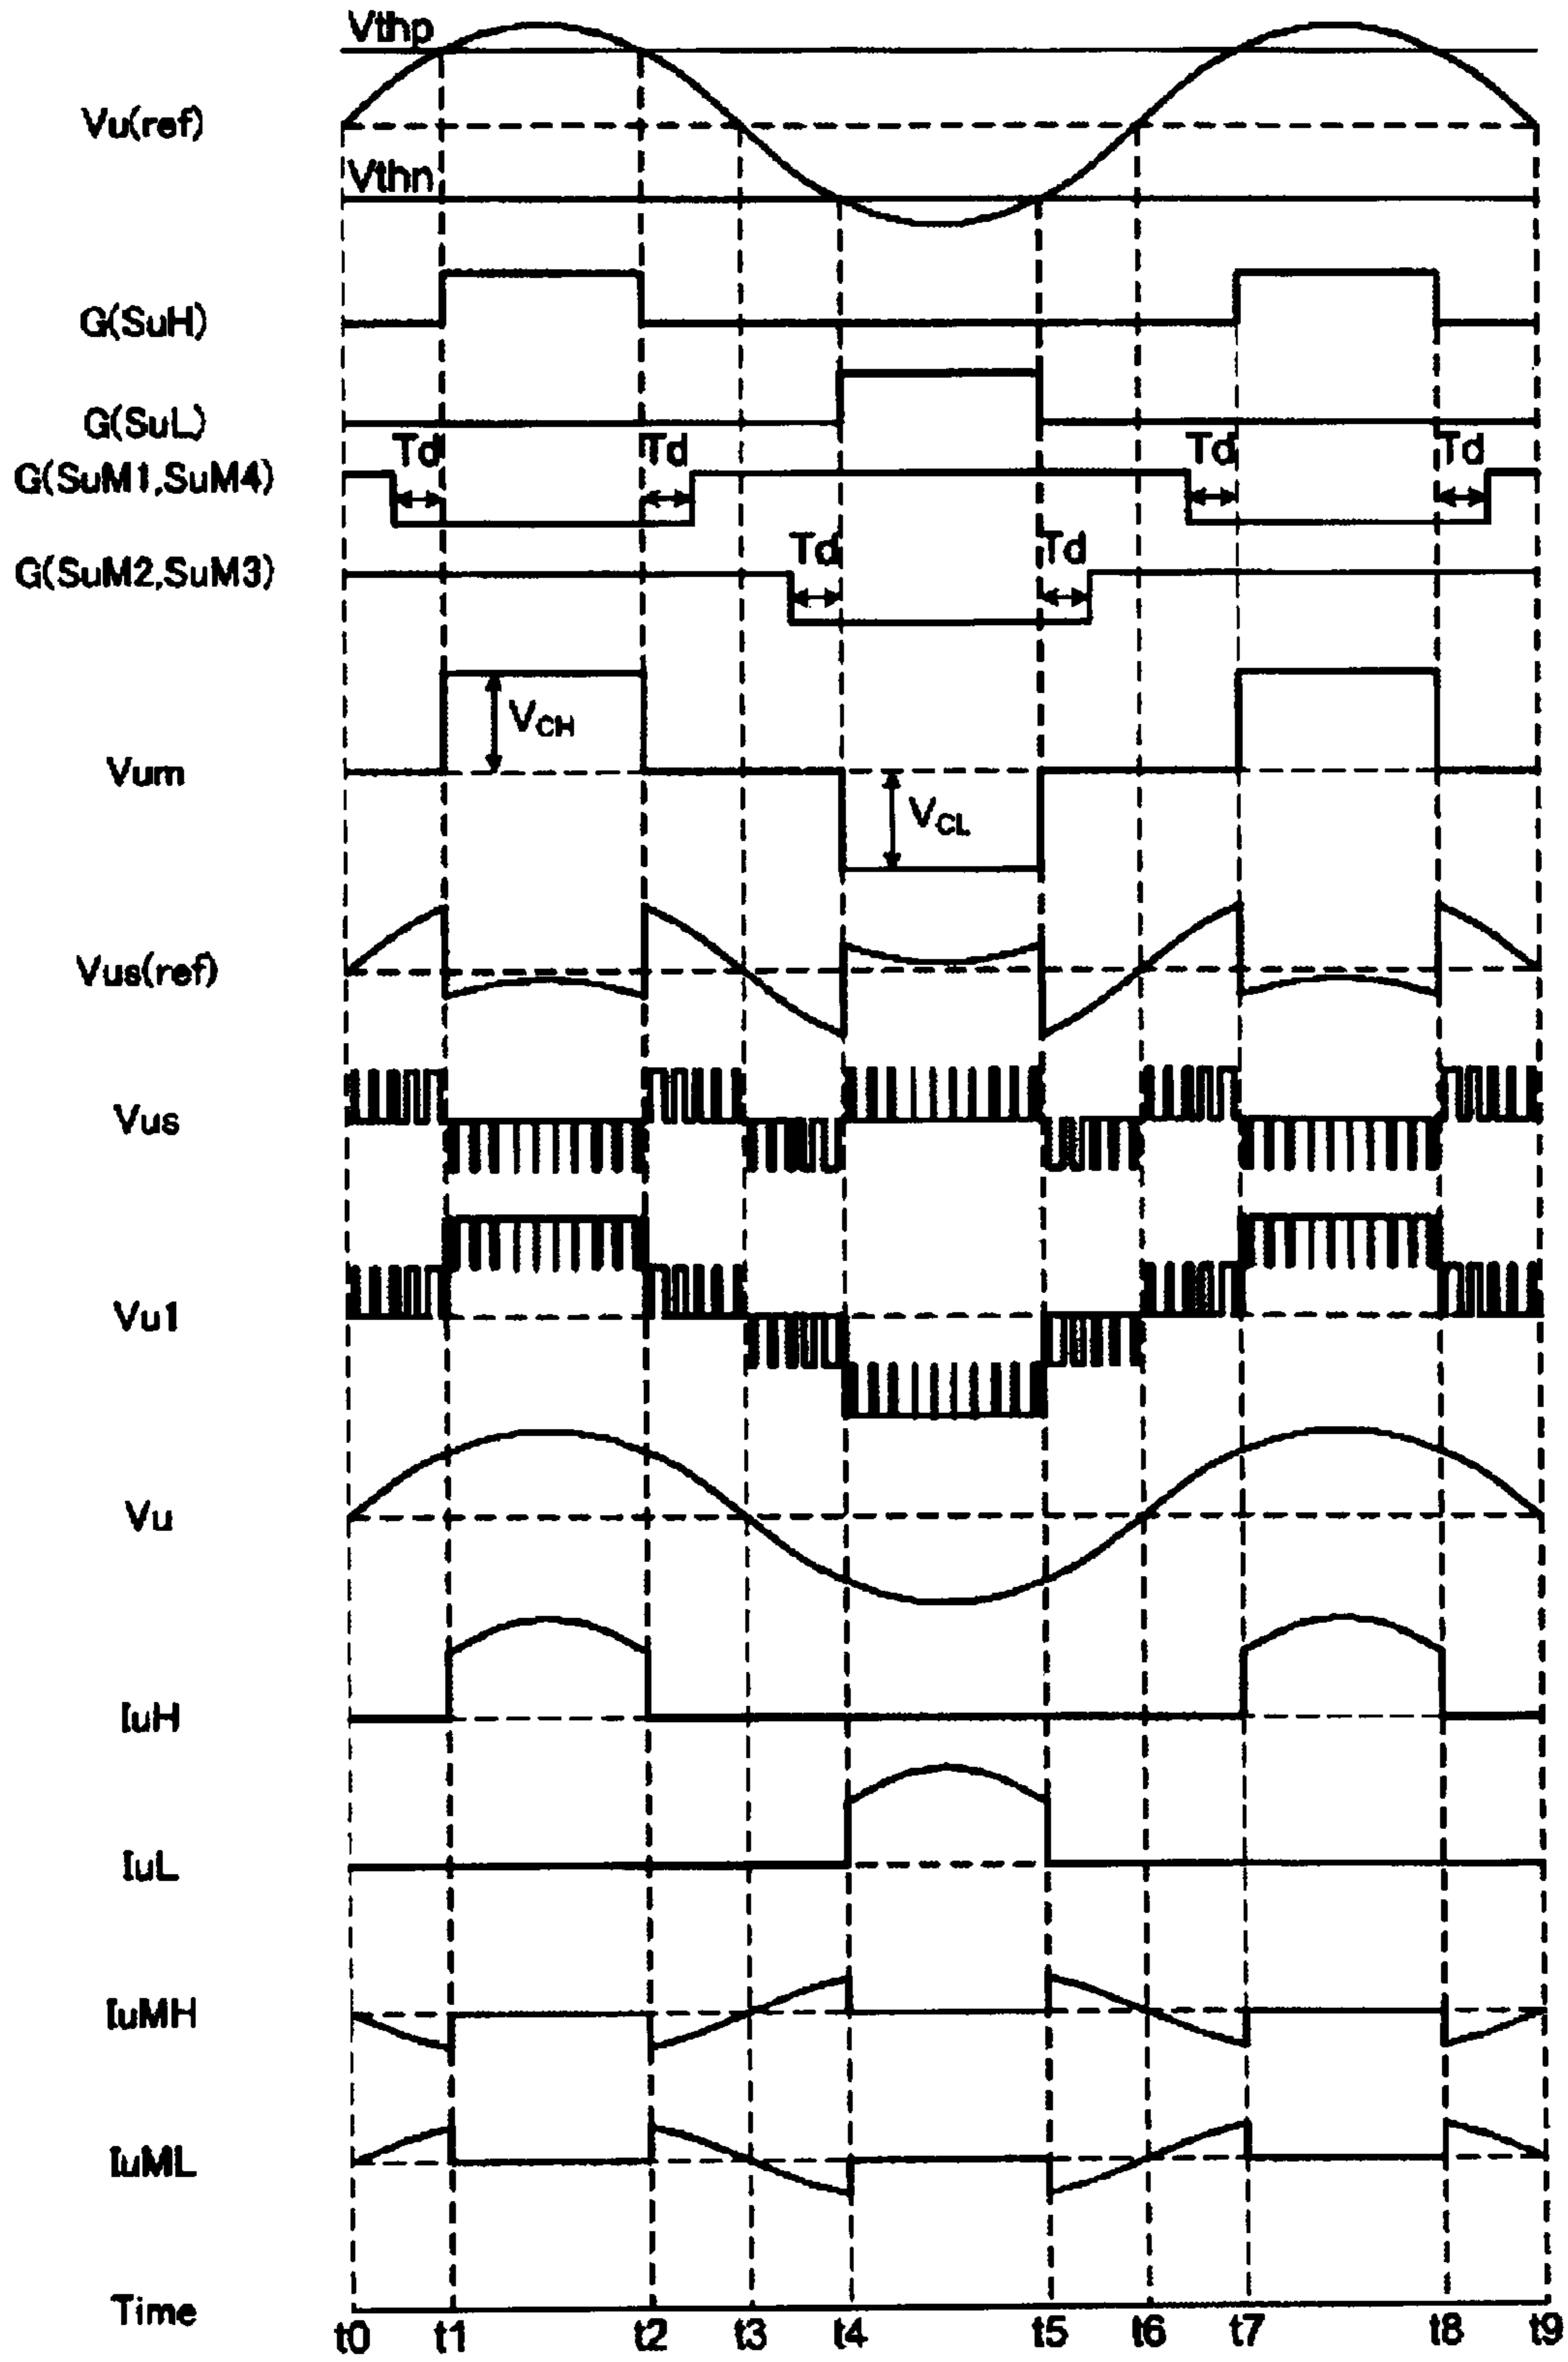 Vthp
Vu(ref)
Vthn
G(SuH)
G(SuL)
Td Td Td Td
G(SuM1,SuM4)
Td Td
G(SuM2,SuM3)
VCH
Vum
VCL
Vus(ref)
Vus
Vu1
Vu
IuH
IuL
IuMH
IuML
Time
t0 t1 t2 t3 t4 t5 t6 t7 t8 t9